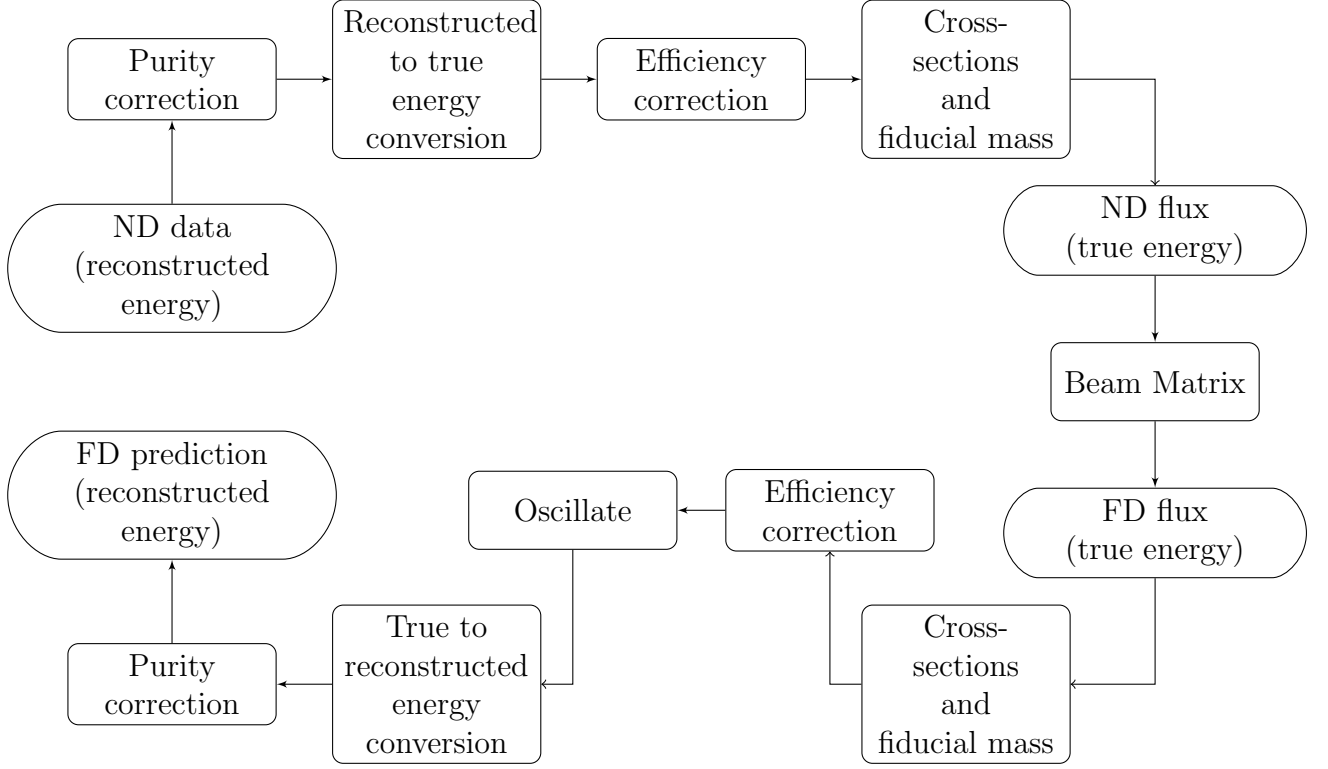 Purity
correction
Reconstructed
to true
energy
conversion
Efficiency
correction
Cross-
sections
and
fiducial mass
ND data
(reconstructed
energy)
ND flux
(true energy)
Beam Matrix
FD flux
(true energy)
Cross-
sections
and
fiducial mass
Efficiency
correction
Oscillate
True to
reconstructed
energy
conversion
Purity
correction
FD prediction
(reconstructed
energy)